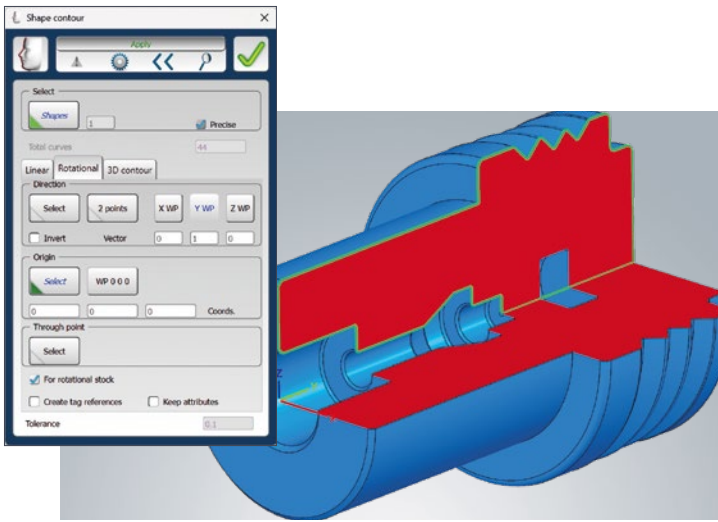 Shape contour
Apply
Select
Shapes
1
Precise
Total curves
44
Linear Rotational 3D contour
Direction
Select 2 points X WP Y WP Z WP
Invert Vector 0 1 0
Origin
Select WP 0 0 0
0 0 0 Coords.
Through point
Select
For rotational stock
Create tag references Keep attributes
Tolerance 0.1
Z